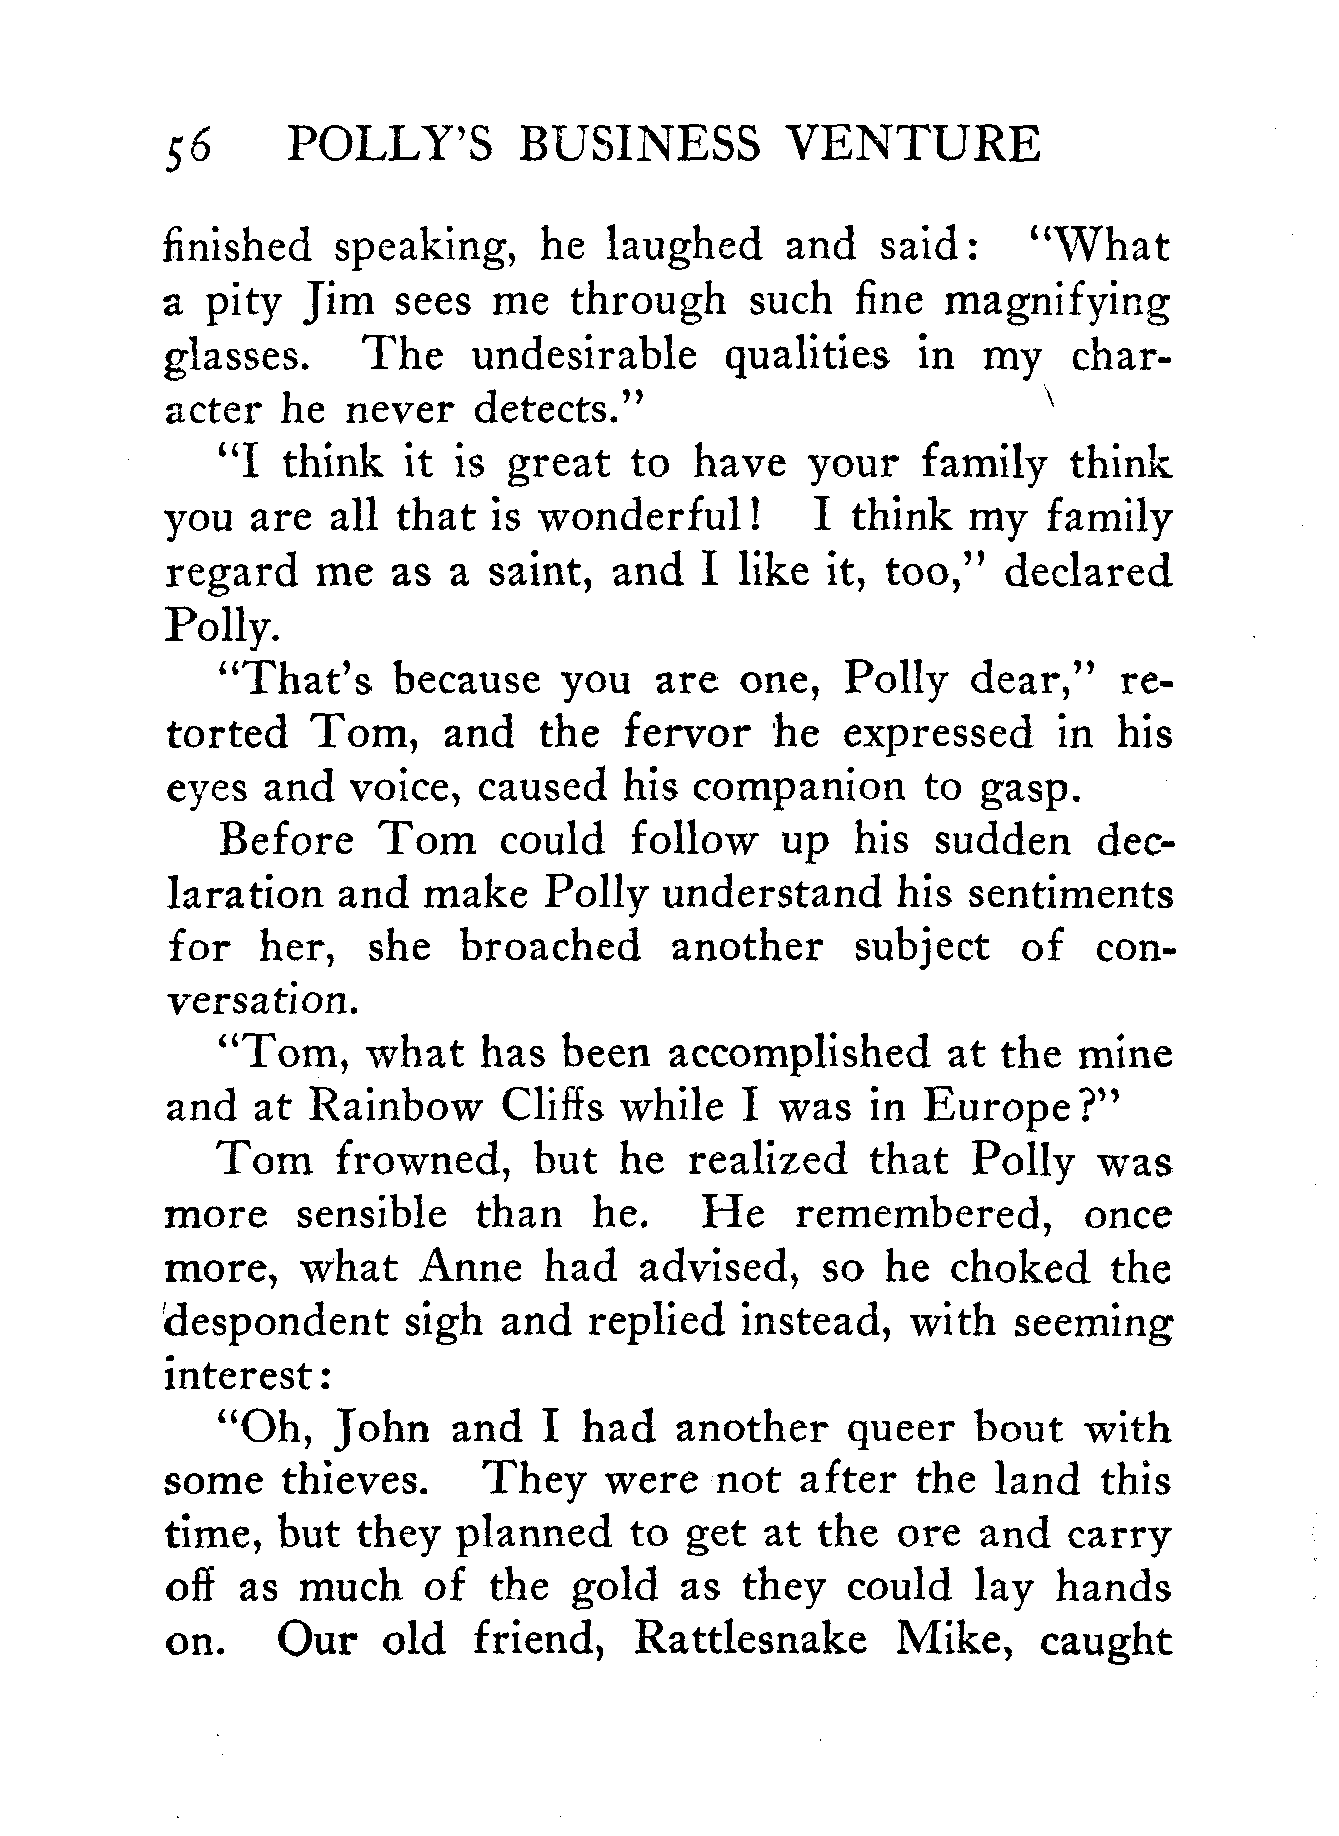 56 POLLY'S BUSINESS VENTURE
finished speaking, he laughed and said: "What
a pity Jim sees me through such fine magnifying
glasses. The undesirable qualities in my char-
acter he never detects."
"I think it is great to have your family think
you are all that is wonderful! I think my family
regard me as a saint, and I like it, too," declared
Polly.
"That's because you are one, Polly dear," re-
torted Tom, and the fervor he expressed in his
eyes and voice, caused his companion to gasp.
Before Tom could follow up his sudden dec-
laration and make Polly understand his sentiments
for her, she broached another subject of con-
versation.
"Tom, what has been accomplished at the mine
and at Rainbow Cliffs while I was in Europe?"
Tom frowned, but he realized that Polly was
more sensible than he. He remembered, once
more, what Anne had advised, so he choked the
despondent sigh and replied instead, with seeming
interest:
"Oh, John and I had another queer bout with
some thieves. They were not after the land this
time, but they planned to get at the ore and carry
off as much of the gold as they could lay hands
on. Our old friend, Rattlesnake Mike, caught